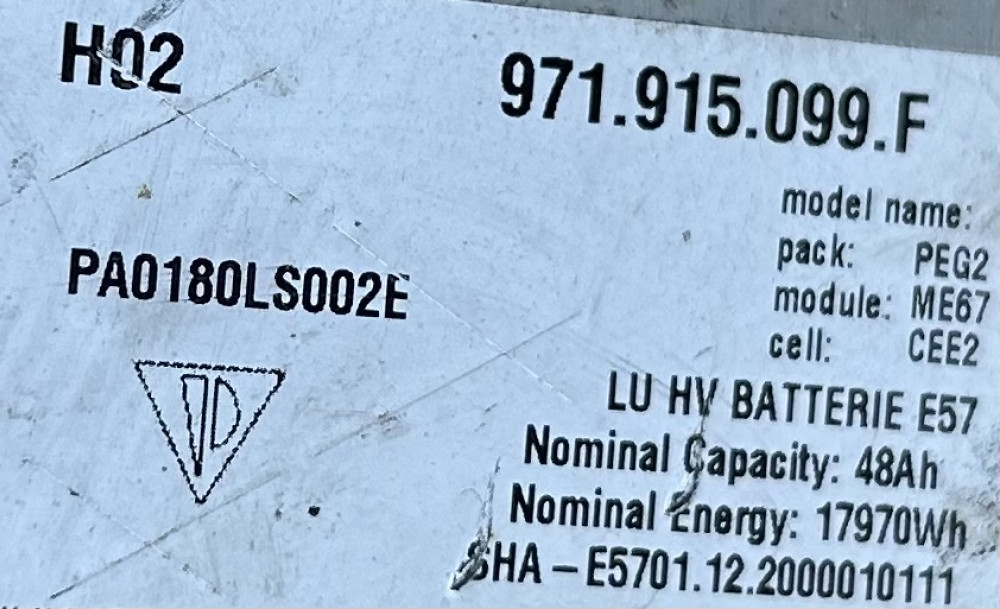 H02
971.915.099.F
model name:
pack: PEG2
module: ME67
cell: CEE2
PA0180LS002E
LU HV BATTERIE E57
Nominal Capacity: 48Ah
Nominal Energy: 17970Wh
SHA – E5701.12.2000010111